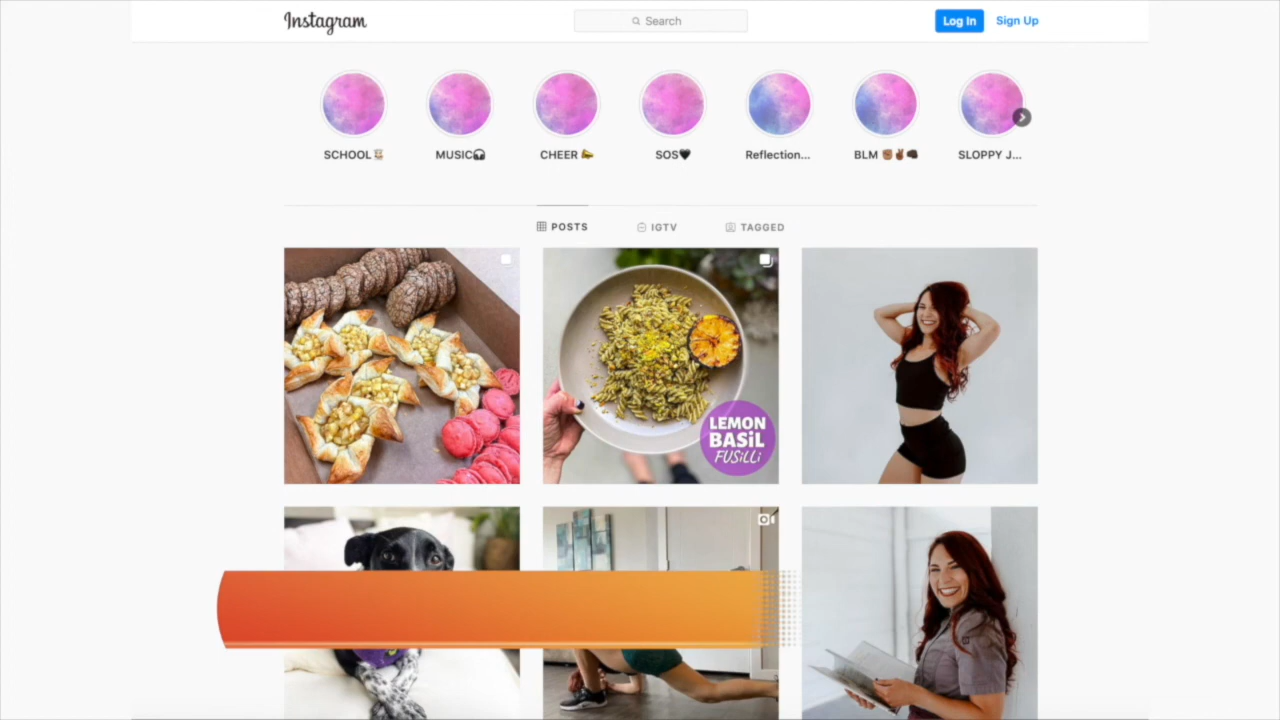 Instagram
Search
Log In
Sign Up
SCHOOL
MUSIC🎧
CHEER 📣
SOS🖤
Reflection...
BLM ✊🏽✌🏾✊🏿
SLOPPY J...
POSTS
IGTV
TAGGED
LEMON
BASiL
FUSiLLi